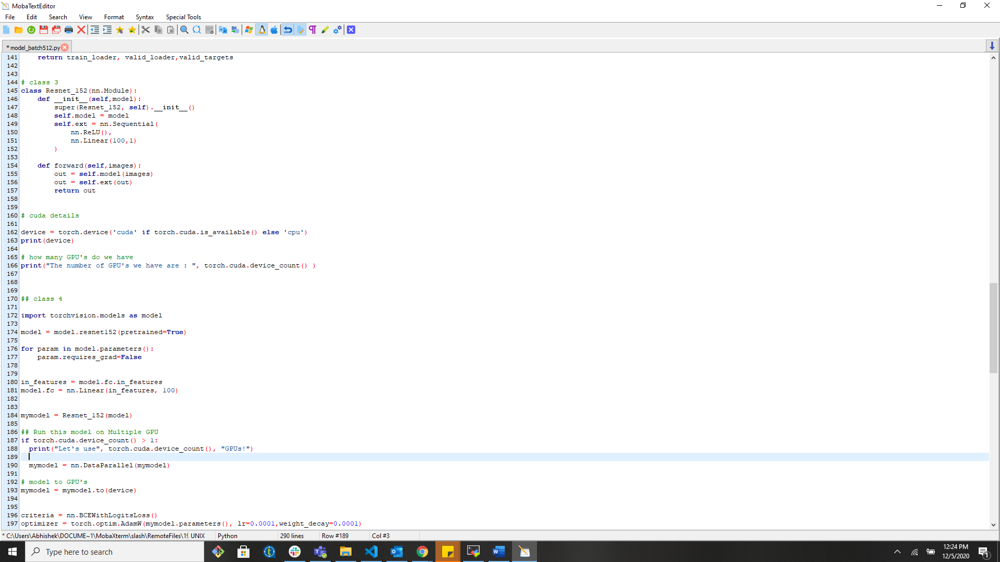 MobaTextEditor
File Edit Search View Format Syntax Special Tools
*model_batch512.py
141     return train_loader, valid_loader,valid_targets
142
143
144 # class 3
145 class Resnet_152(nn.Module):
146     def __init__(self,model):
147         super(Resnet_152, self).__init__()
148         self.model = model
149         self.ext = nn.Sequential(
150             nn.ReLU(),
151             nn.Linear(100,1)
152         )
153
154     def forward(self,images):
155         out = self.model(images)
156         out = self.ext(out)
157         return out
158
159
160 # cuda details
161
162 device = torch.device('cuda' if torch.cuda.is_available() else 'cpu')
163 print(device)
164
165 # how many GPU's do we have
166 print("The number of GPU's we have are : ", torch.cuda.device_count() )
167
168
169
170 ## class 4
171
172 import torchvision.models as model
173
174 model = model.resnet152(pretrained=True)
175
176 for param in model.parameters():
177     param.requires_grad=False
178
179
180 in_features = model.fc.in_features
181 model.fc = nn.Linear(in_features, 100)
182
183
184 mymodel = Resnet_152(model)
185
186 ## Run this model on Multiple GPU
187 if torch.cuda.device_count() > 1:
188   print("Let's use", torch.cuda.device_count(), "GPUs!")
189
190   mymodel = nn.DataParallel(mymodel)
191
192 # model to GPU's
193 mymodel = mymodel.to(device)
194
195
196 criteria = nn.BCEWithLogitsLoss()
197 optimizer = torch.optim.AdamW(mymodel.parameters(), lr=0.0001,weight_decay=0.0001)
* C:\Users\Abhishek\DOCUME~1\MobaXterm\slash\RemoteFiles\19 UNIX Python 290 lines Row #189 Col #3
Type here to search
12:24 PM
12/5/2020
1